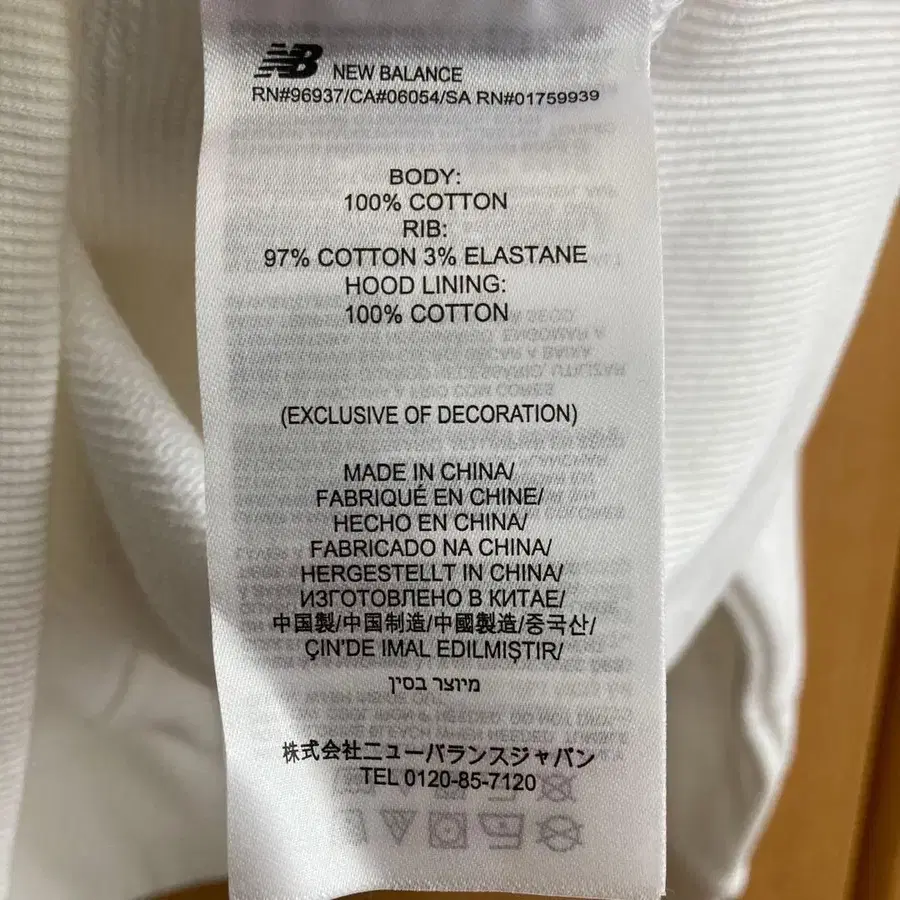 NB NEW BALANCE
RN#96937/CA#06054/SA RN#01759939
BODY:
100% COTTON
RIB:
97% COTTON 3% ELASTANE
HOOD LINING:
100% COTTON
(EXCLUSIVE OF DECORATION)
MADE IN CHINA/
FABRIQUÉ EN CHINE/
HECHO EN CHINA/
FABRICADO NA CHINA/
HERGESTELLT IN CHINA/
ИЗГОТОВЛЕНО В КИТАЕ/
中国製/中国制造/中國製造/중국산/
ÇIN'DE IMAL EDILMIŞTIR/
מיוצר בסין
株式会社ニューバランスジャパン
TEL 0120-85-7120